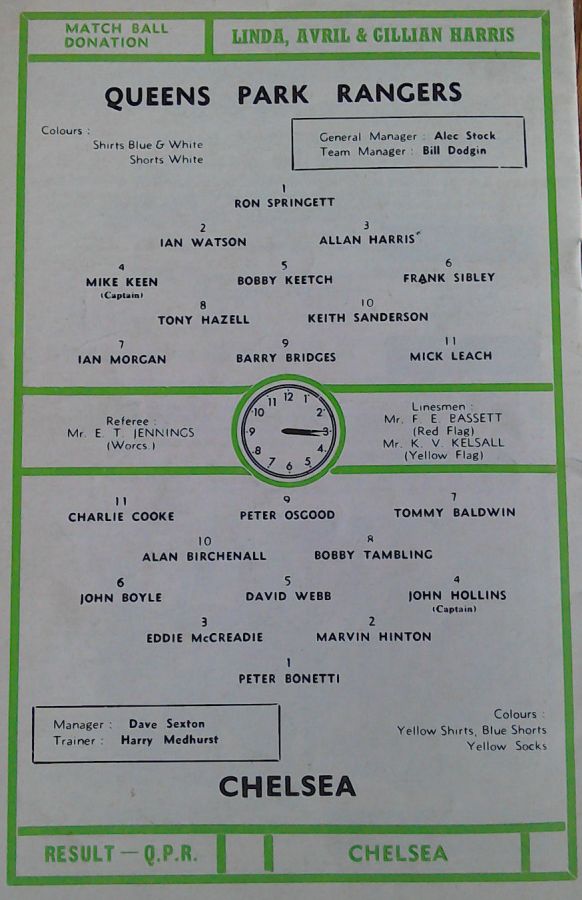 MATCH BALL
DONATION
LINDA, AVRIL & GILLIAN HARRIS
QUEENS PARK RANGERS
Colours :
Shirts Blue & White
Shorts White
General Manager : Alec Stock
Team Manager : Bill Dodgin
1
RON SPRINGETT
2 3
IAN WATSON ALLAN HARRIS
4 5 6
MIKE KEEN BOBBY KEETCH FRANK SIBLEY
(Captain)
8 10
TONY HAZELL KEITH SANDERSON
7 9 11
IAN MORGAN BARRY BRIDGES MICK LEACH
Referee :
Mr. E. T. JENNINGS
(Worcs.)
12 1 2 3 4 5 6 7 8 9 10 11
Linesmen :
Mr. F. E. BASSETT
(Red Flag)
Mr. K. V. KELSALL
(Yellow Flag)
11 9 7
CHARLIE COOKE PETER OSGOOD TOMMY BALDWIN
10 8
ALAN BIRCHENALL BOBBY TAMBLING
6 5 4
JOHN BOYLE DAVID WEBB JOHN HOLLINS
(Captain)
3 2
EDDIE McCREADIE MARVIN HINTON
1
PETER BONETTI
Manager : Dave Sexton
Trainer : Harry Medhurst
Colours :
Yellow Shirts, Blue Shorts
Yellow Socks
CHELSEA
RESULT — Q.P.R. CHELSEA